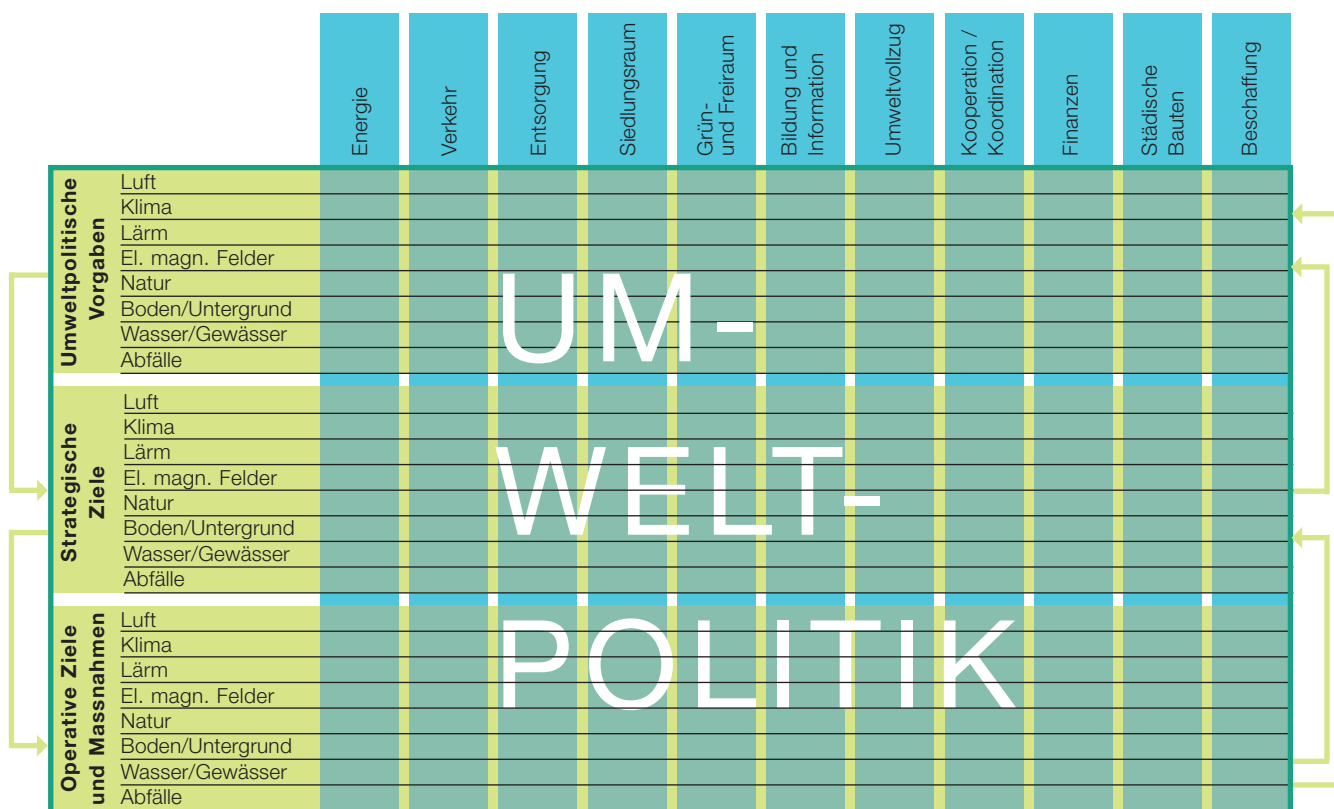 Energie
Verkehr
Entsorgung
Siedlungsraum
Grün-
und Freiraum
Bildung und
Information
Umweltvollzug
Kooperation /
Koordination
Finanzen
Städtische
Bauten
Beschaffung
Umweltpolitische
Vorgaben
Luft
Klima
Lärm
El. magn. Felder
Natur
Boden/Untergrund
Wasser/Gewässer
Abfälle
UM-
Strategische
Ziele
Luft
Klima
Lärm
El. magn. Felder
Natur
Boden/Untergrund
Wasser/Gewässer
Abfälle
WELT-
Operative Ziele
und Massnahmen
Luft
Klima
Lärm
El. magn. Felder
Natur
Boden/Untergrund
Wasser/Gewässer
Abfälle
POLITIK